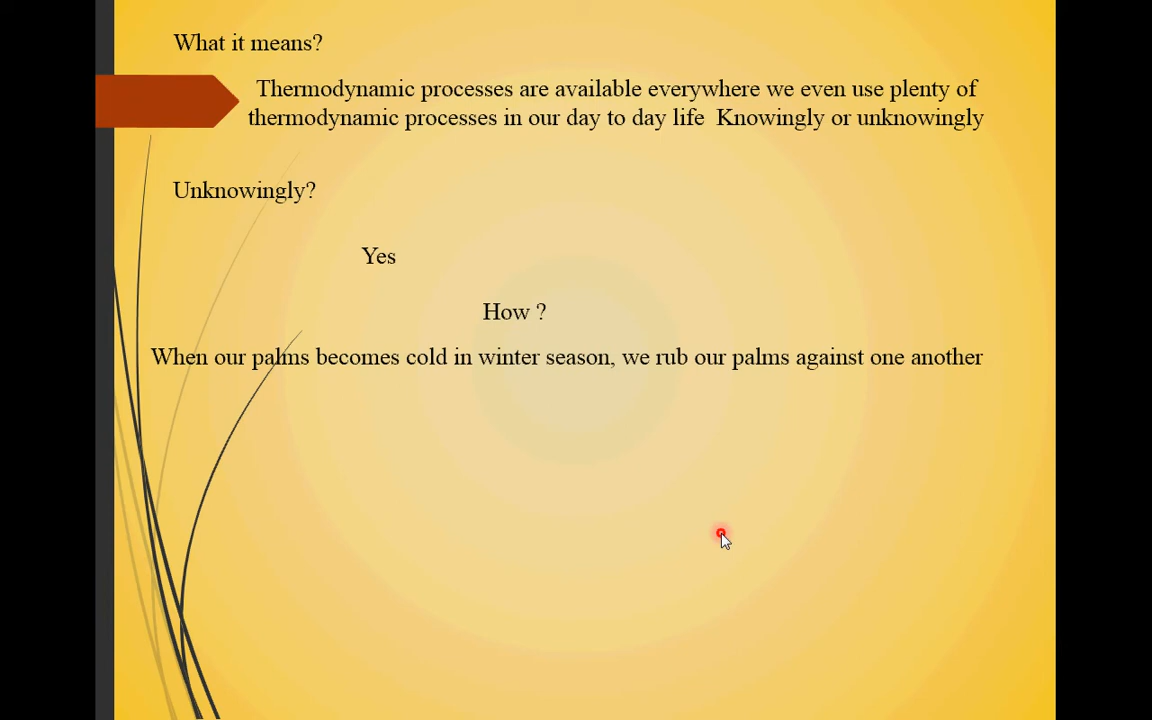 What it means?
Thermodynamic processes are available everywhere we even use plenty of
thermodynamic processes in our day to day life  Knowingly or unknowingly
Unknowingly?
Yes
How ?
When our palms becomes cold in winter season, we rub our palms against one another